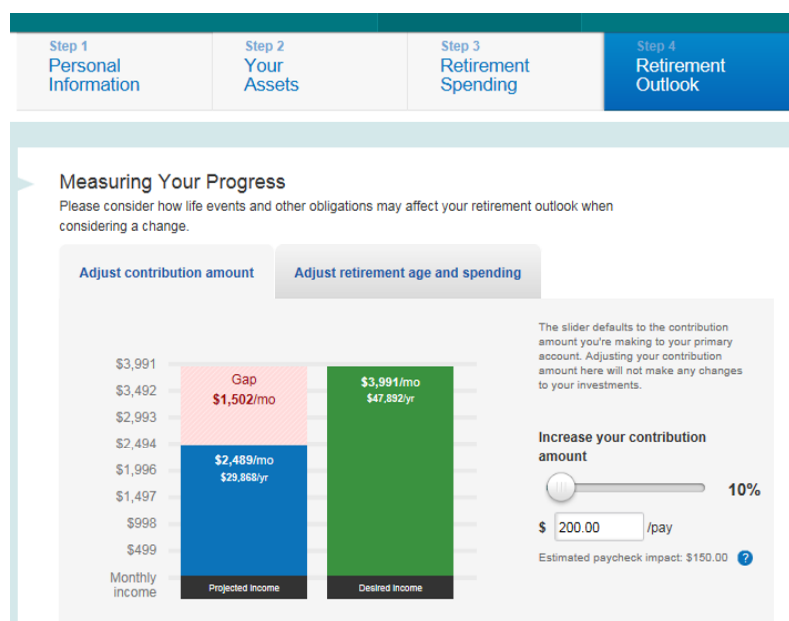 Step 1
Personal
Information
Step 2
Your
Assets
Step 3
Retirement
Spending
Step 4
Retirement
Outlook
Measuring Your Progress
Please consider how life events and other obligations may affect your retirement outlook when
considering a change.
Adjust contribution amount
Adjust retirement age and spending
$3,991
$3,492
$2,993
$2,494
$1,996
$1,497
$998
$499
Monthly
income
Gap
$1,502/mo
$2,489/mo
$29,868/yr
Projected Income
$3,991/mo
$47,892/yr
Desired Income
The slider defaults to the contribution
amount you're making to your primary
account. Adjusting your contribution
amount here will not make any changes
to your investments.
Increase your contribution
amount
10%
$ 200.00 /pay
Estimated paycheck impact: $150.00 ?